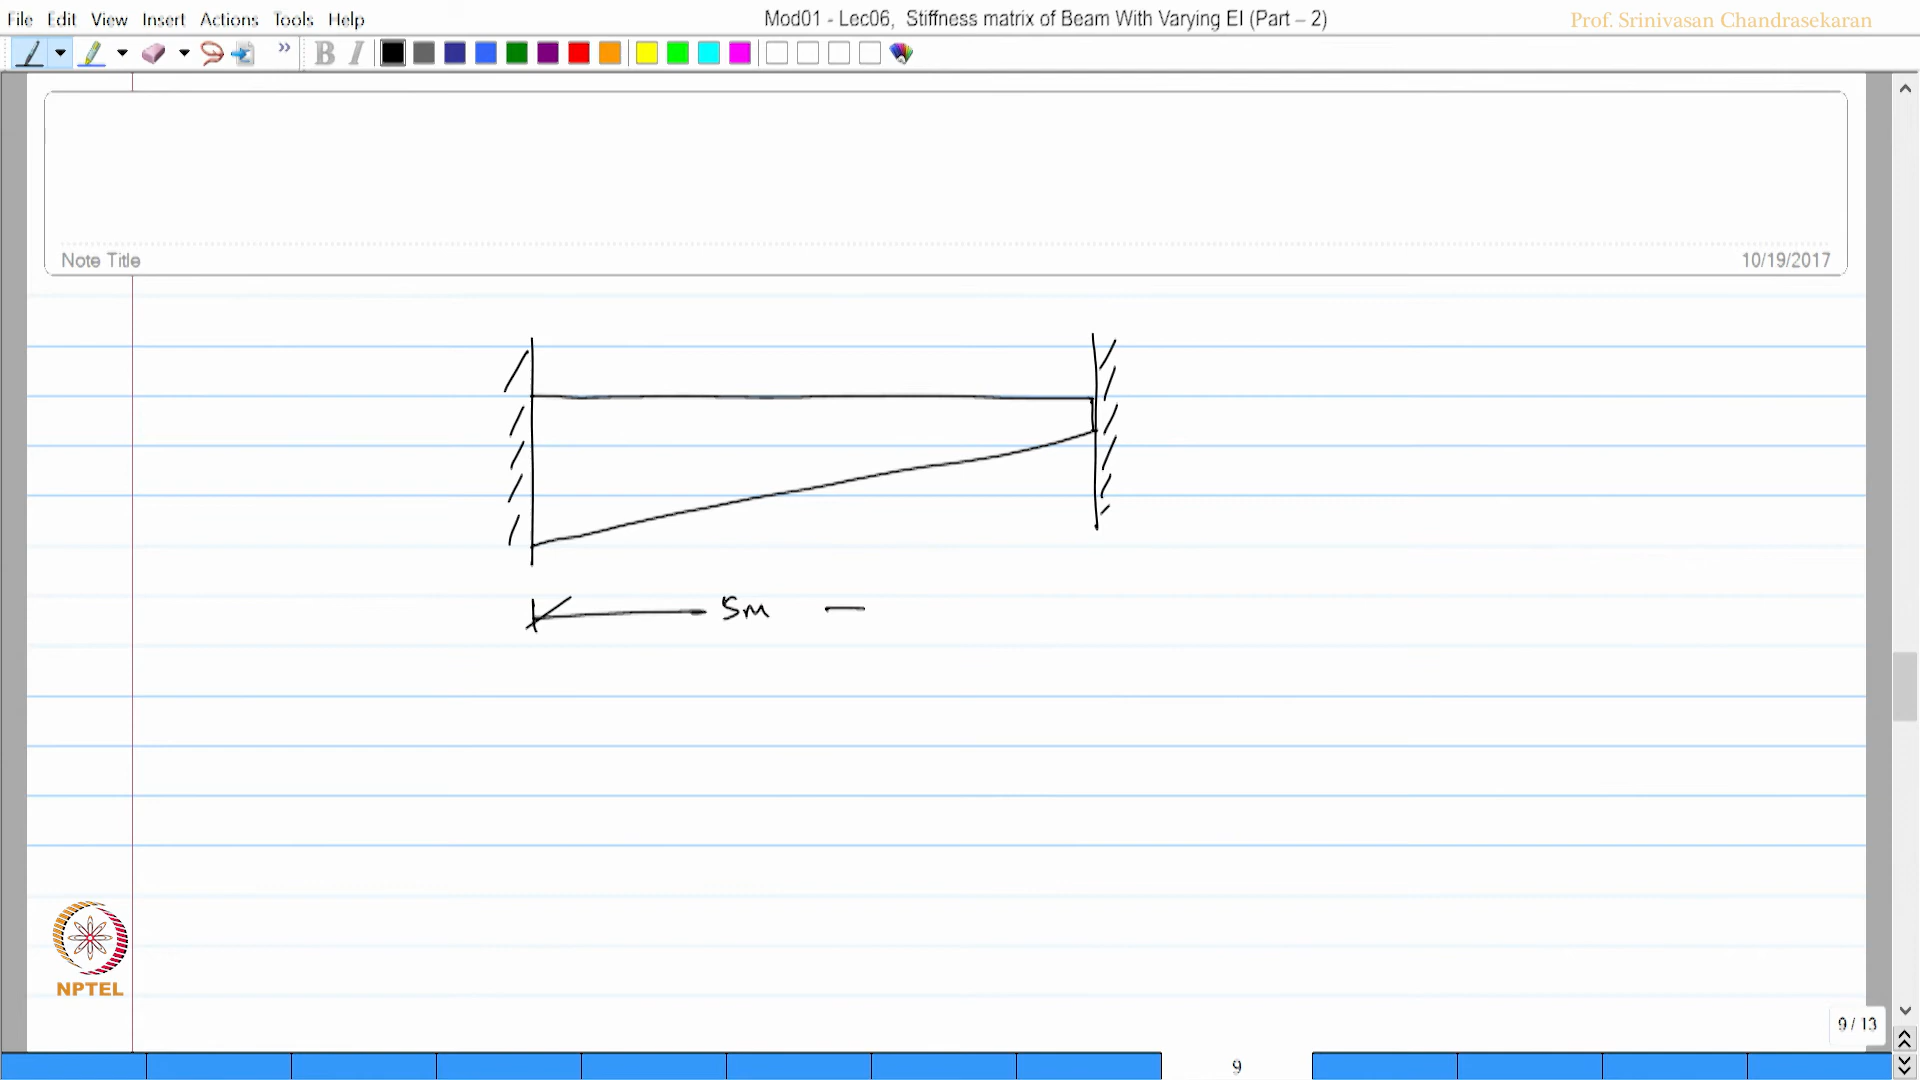 File Edit View Insert Actions Tools Help
Mod01 - Lec06, Stiffness matrix of Beam With Varying EI (Part – 2)
Prof. Srinivasan Chandrasekaran
» B I
Note Title
10/19/2017
5m
NPTEL
9 / 13
9